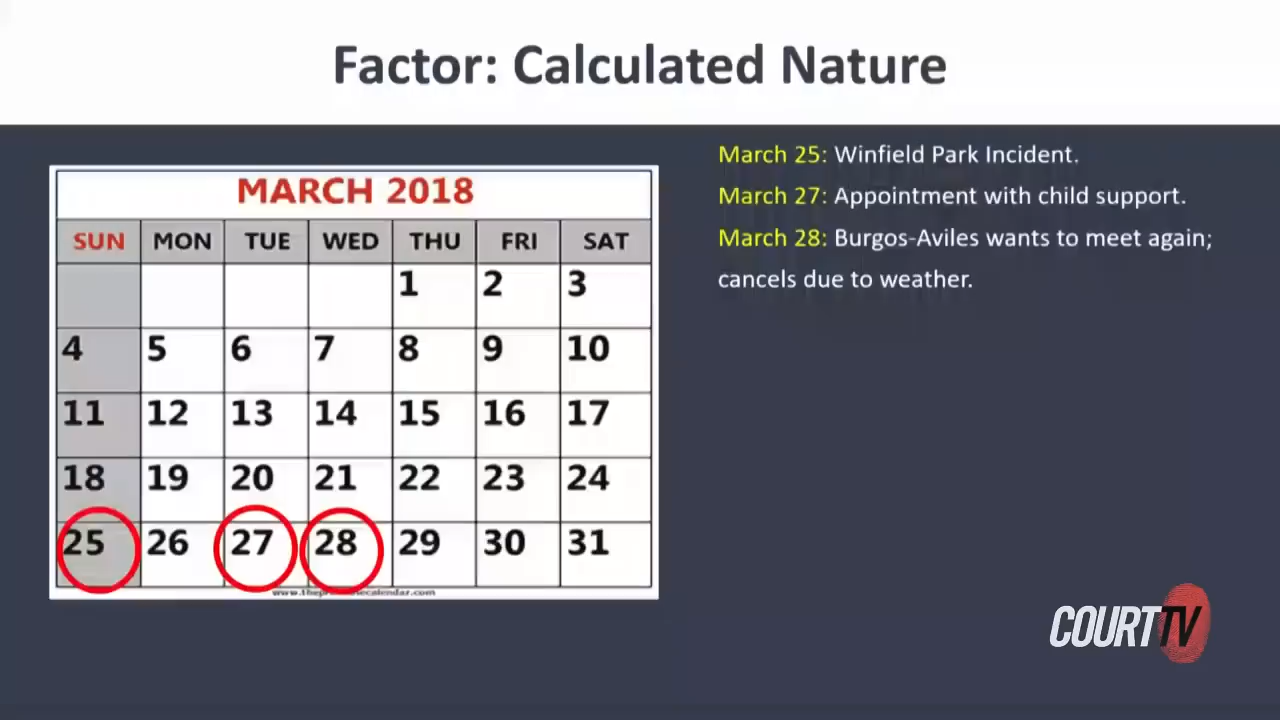 Factor: Calculated Nature
MARCH 2018
SUN MON TUE WED THU FRI SAT
1 2 3
4 5 6 7 8 9 10
11 12 13 14 15 16 17
18 19 20 21 22 23 24
25 26 27 28 29 30 31
March 25: Winfield Park Incident.
March 27: Appointment with child support.
March 28: Burgos-Aviles wants to meet again;
cancels due to weather.
COURT TV